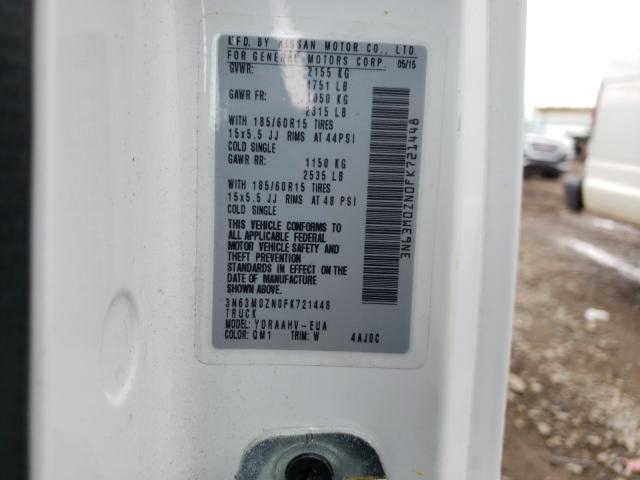 MFD. BY NISSAN MOTOR CO., LTD.
FOR GENERAL MOTORS CORP. 05/15
GVWR: 2155 KG
4751 LB
GAWR FR: 1050 KG
2315 LB
WITH 185/60R15 TIRES
15x5.5 JJ RIMS AT 44PSI
COLD SINGLE
GAWR RR: 1150 KG
2535 LB
WITH 185/60R15 TIRES
15x5.5 JJ RIMS AT 48 PSI
COLD SINGLE
THIS VEHICLE CONFORMS TO
ALL APPLICABLE FEDERAL
MOTOR VEHICLE SAFETY AND
THEFT PREVENTION
STANDARDS IN EFFECT ON THE
DATE OF MANUFACTURE
SHOWN ABOVE.
3N63M0ZN0FK721448
TRUCK
MODEL: YDRAAHV-EUA
COLOR: QM1 TRIM: W 4AJ0C
3N63M0ZN0FK721448